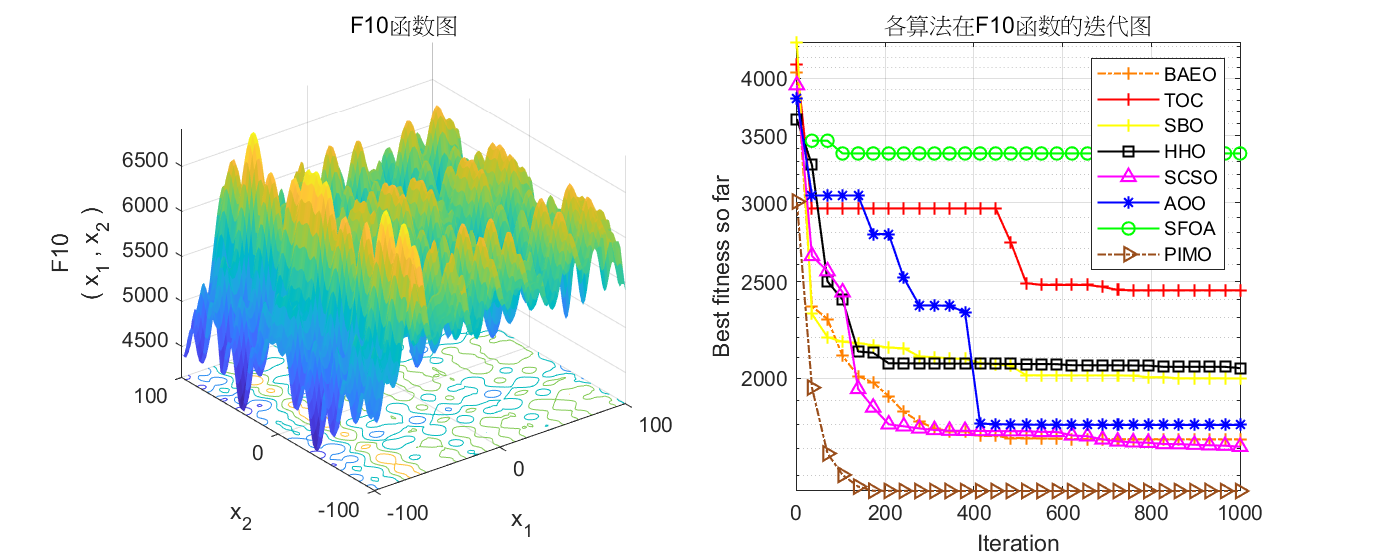 F10函数图
F10
( x1 , x2 )
6500
6000
5500
5000
4500
100
0
-100
x2
-100
0
100
x1
各算法在F10函数的迭代图
Best fitness so far
4000
3500
3000
2500
2000
0
200
400
600
800
1000
Iteration
BAEO
TOC
SBO
HHO
SCSO
AOO
SFOA
PIMO